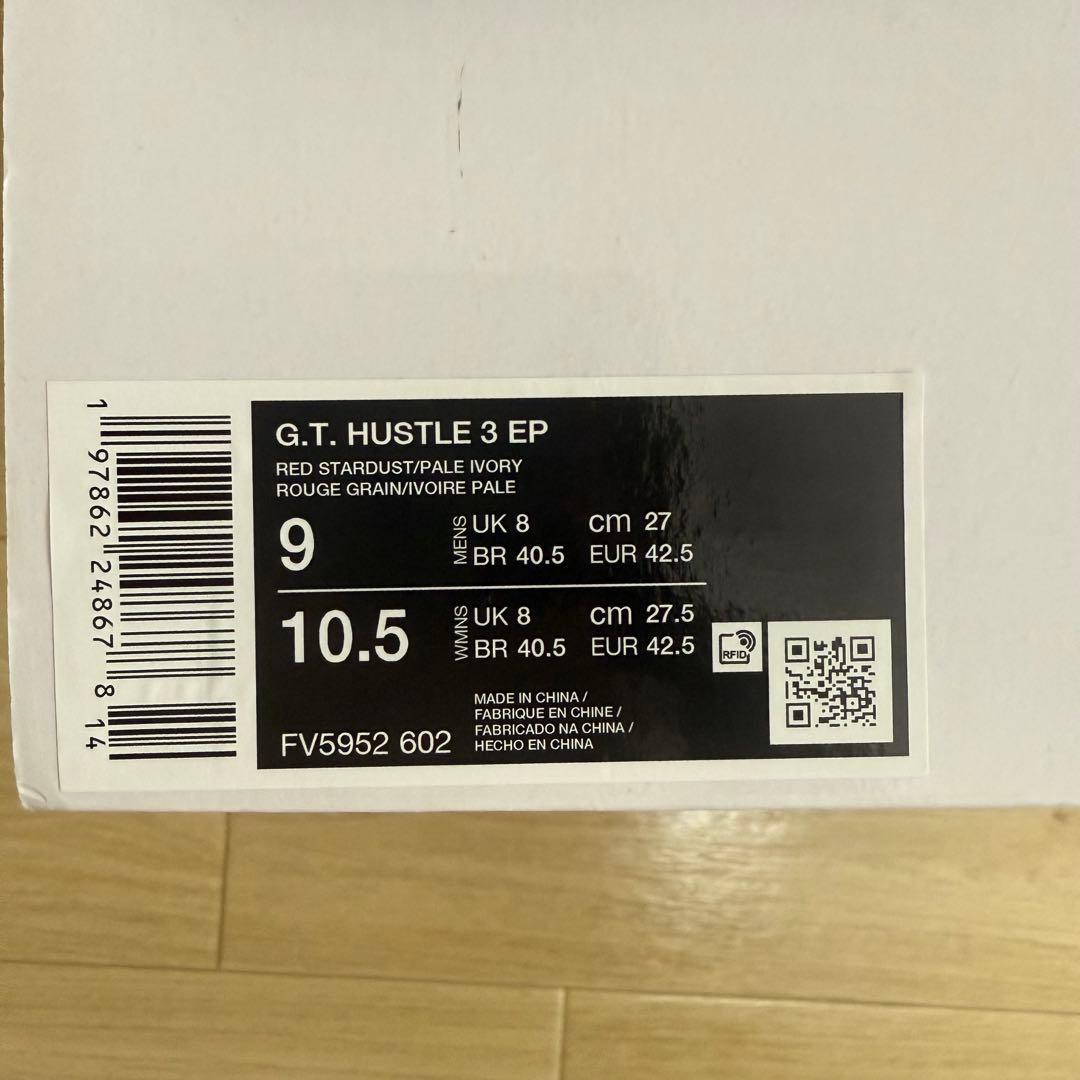 G.T. HUSTLE 3 EP
RED STARDUST/PALE IVORY
ROUGE GRAIN/IVOIRE PALE
9
MENS
UK 8 cm 27
BR 40.5 EUR 42.5
10.5
WMNS
UK 8 cm 27.5
BR 40.5 EUR 42.5
RFID
MADE IN CHINA /
FABRIQUE EN CHINE /
FABRICADO NA CHINA /
HECHO EN CHINA
FV5952 602
1 97862 24867 8 14